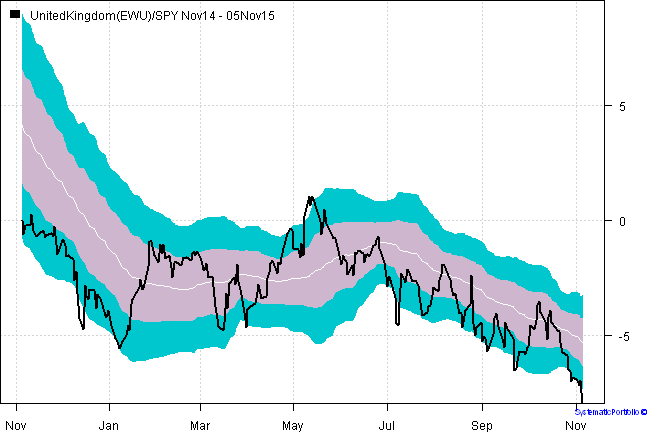 UnitedKingdom(EWU)/SPY Nov14 - 05Nov15
5
0
-5
SystematicPortfolio ©
Nov Jan Mar May Jul Sep Nov